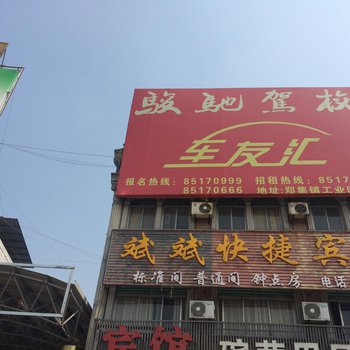 骏驰驾校
车友汇
报名热线：85170999 招租热线：8517
85170666 地址:郑集镇工业
斌斌快捷宾
标准间 普通间 钟点房 电话
宾馆